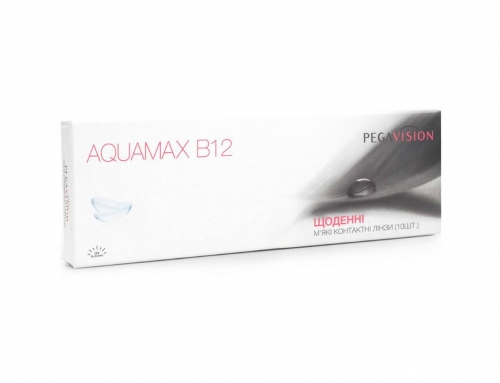 AQUAMAX B12
PEGAVISION
ЩОДЕННІ
М'ЯКІ КОНТАКТНІ ЛІНЗИ (10ШТ.)